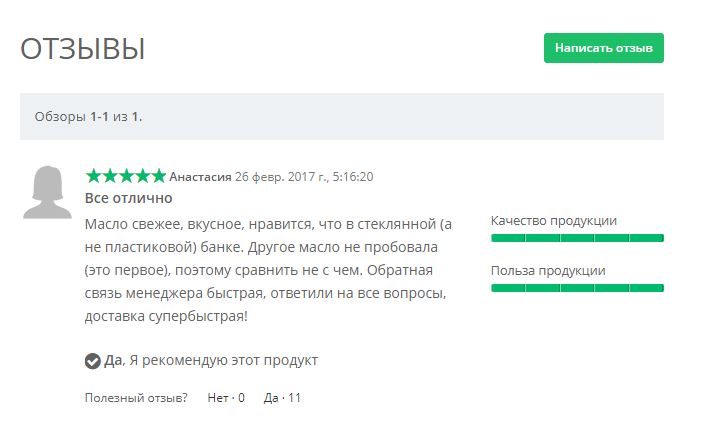 ОТЗЫВЫ
Написать отзыв
Обзоры 1-1 из 1.
Анастасия 26 февр. 2017 г., 5:16:20
Все отлично
Масло свежее, вкусное, нравится, что в стеклянной (а
не пластиковой) банке. Другое масло не пробовала
(это первое), поэтому сравнить не с чем. Обратная
связь менеджера быстрая, ответили на все вопросы,
доставка супербыстрая!
Качество продукции
Польза продукции
Да, Я рекомендую этот продукт
Полезный отзыв? Нет · 0 Да · 11